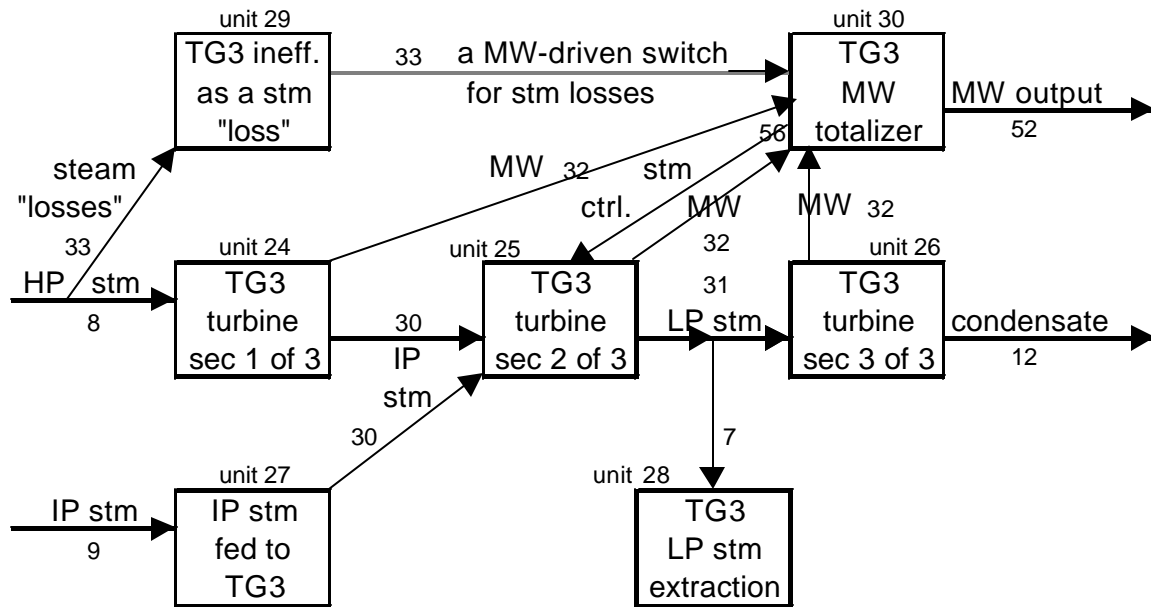 unit 29
TG3 ineff.
as a stm
"loss"
33
a MW-driven switch
for stm losses
unit 30
TG3
MW
totalizer
MW output
52
56
steam
"losses"
33
MW
32
stm
ctrl.
MW
32
MW
32
HP stm
8
unit 24
TG3
turbine
sec 1 of 3
30
IP
stm
30
unit 25
TG3
turbine
sec 2 of 3
31
LP stm
7
unit 26
TG3
turbine
sec 3 of 3
condensate
12
IP stm
9
unit 27
IP stm
fed to
TG3
unit 28
TG3
LP stm
extraction